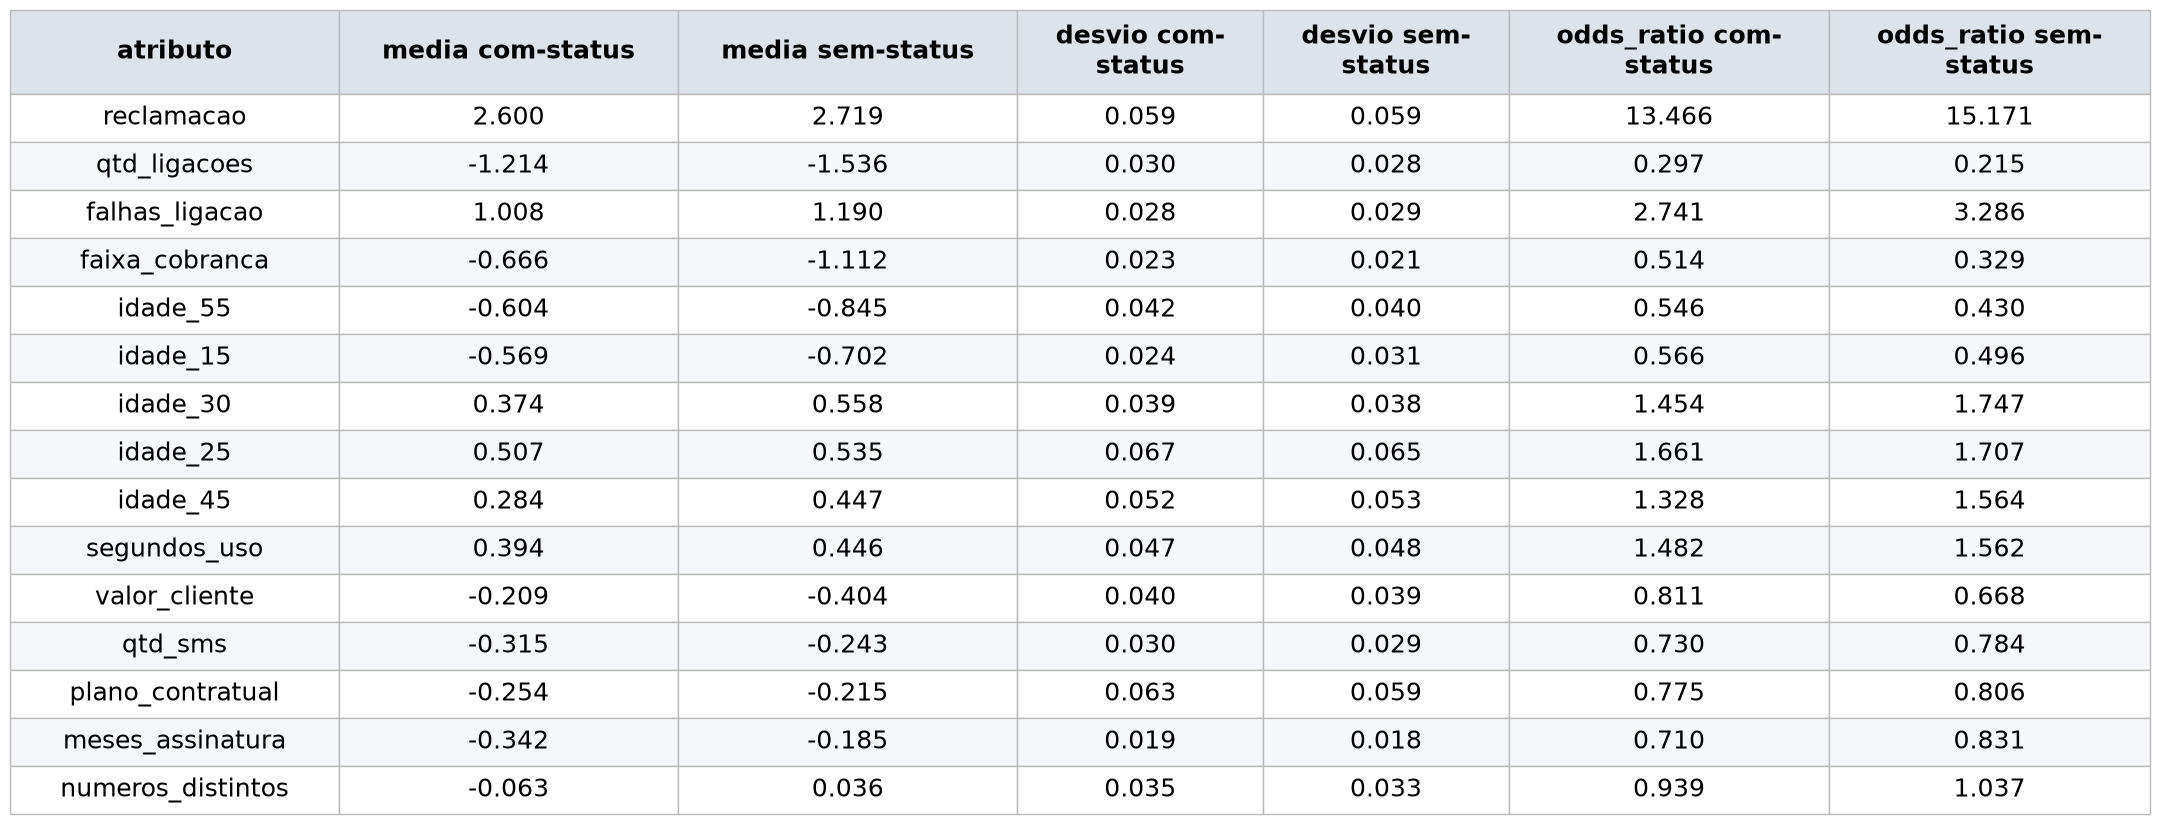 atributo media com-status media sem-status desvio com-status desvio sem-status odds_ratio com-status odds_ratio sem-status
reclamacao 2.600 2.719 0.059 0.059 13.466 15.171
qtd_ligacoes -1.214 -1.536 0.030 0.028 0.297 0.215
falhas_ligacao 1.008 1.190 0.028 0.029 2.741 3.286
faixa_cobranca -0.666 -1.112 0.023 0.021 0.514 0.329
idade_55 -0.604 -0.845 0.042 0.040 0.546 0.430
idade_15 -0.569 -0.702 0.024 0.031 0.566 0.496
idade_30 0.374 0.558 0.039 0.038 1.454 1.747
idade_25 0.507 0.535 0.067 0.065 1.661 1.707
idade_45 0.284 0.447 0.052 0.053 1.328 1.564
segundos_uso 0.394 0.446 0.047 0.048 1.482 1.562
valor_cliente -0.209 -0.404 0.040 0.039 0.811 0.668
qtd_sms -0.315 -0.243 0.030 0.029 0.730 0.784
plano_contratual -0.254 -0.215 0.063 0.059 0.775 0.806
meses_assinatura -0.342 -0.185 0.019 0.018 0.710 0.831
numeros_distintos -0.063 0.036 0.035 0.033 0.939 1.037